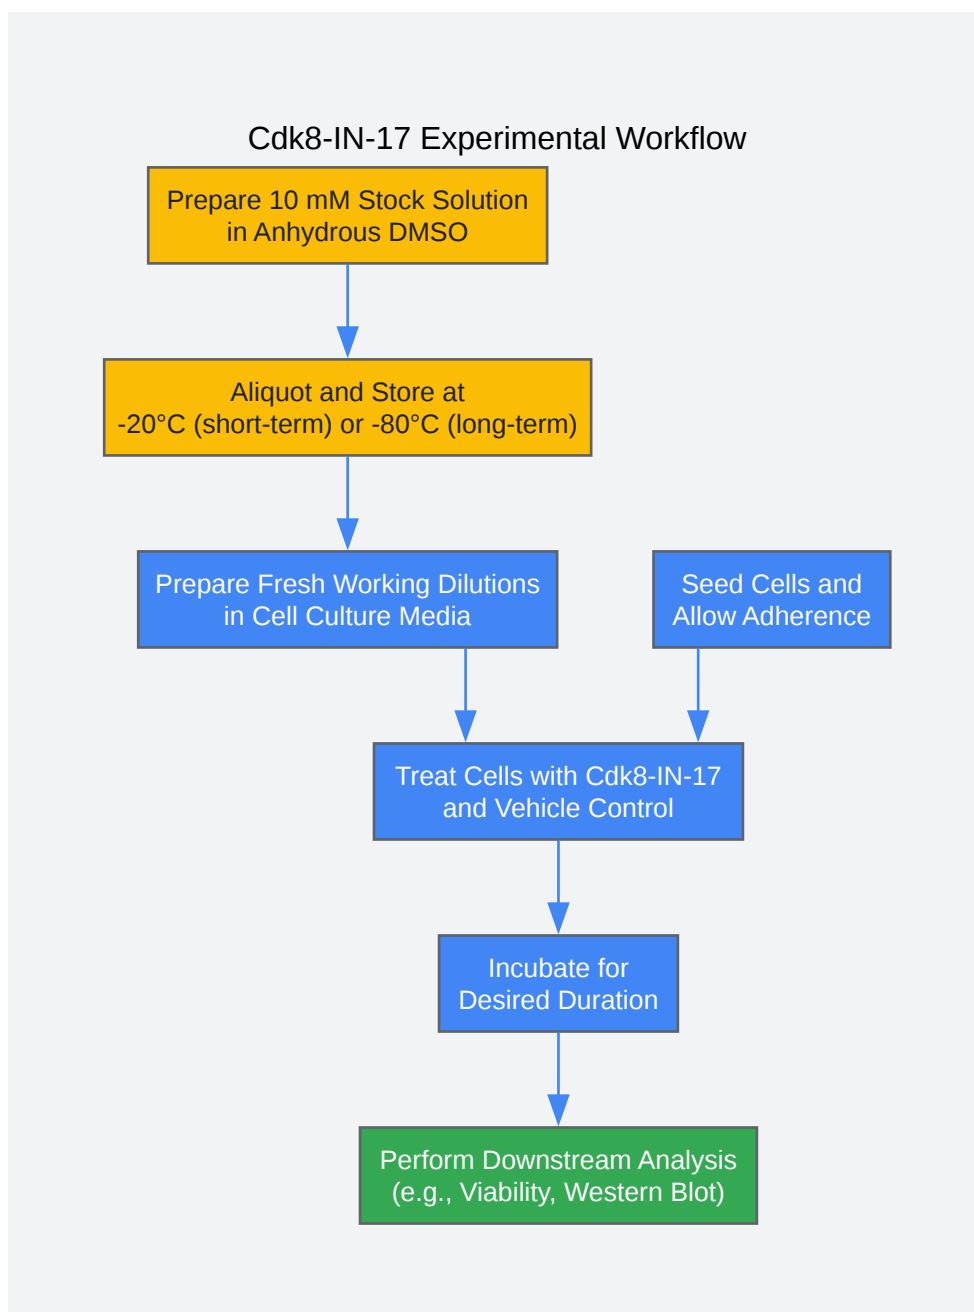 Cdk8-IN-17 Experimental Workflow
Prepare 10 mM Stock Solution
in Anhydrous DMSO
Aliquot and Store at
-20°C (short-term) or -80°C (long-term)
Prepare Fresh Working Dilutions
in Cell Culture Media
Seed Cells and
Allow Adherence
Treat Cells with Cdk8-IN-17
and Vehicle Control
Incubate for
Desired Duration
Perform Downstream Analysis
(e.g., Viability, Western Blot)